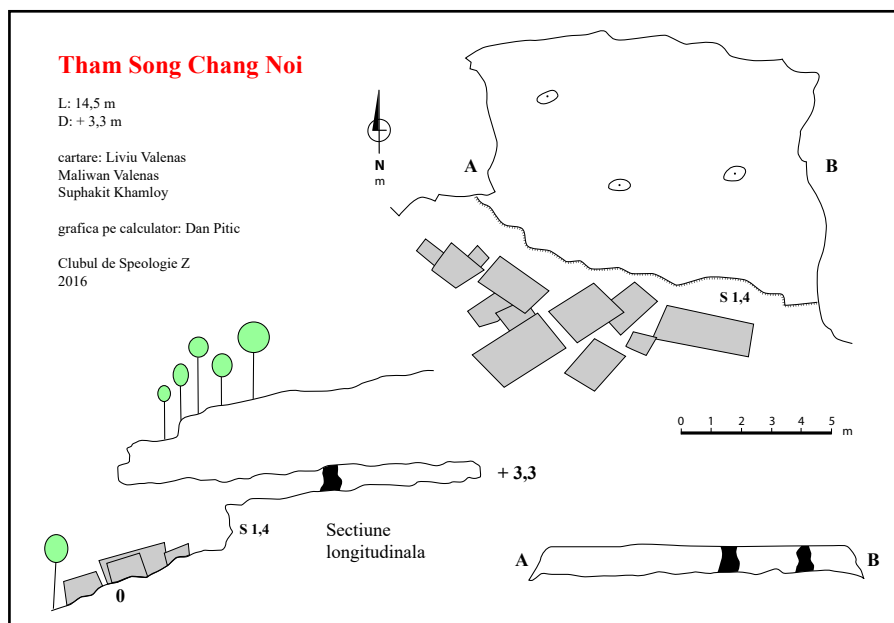 Tham Song Chang Noi
L: 14,5 m
D: + 3,3 m
cartare: Liviu Valenas
Maliwan Valenas
Suphakit Khamloy
grafica pe calculator: Dan Pitic
Clubul de Speologie Z
2016
N
m
A
B
S 1,4
0 1 2 3 4 5
m
+ 3,3
S 1,4
Sectiune
longitudinala
0
A
B